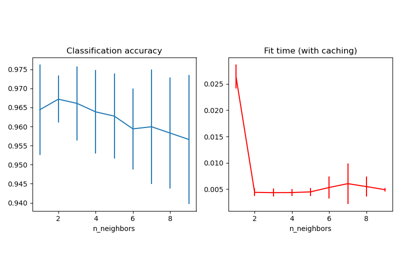 Classification accuracy
0.975
0.970
0.965
0.960
0.955
0.950
0.945
0.940
2 4 6 8
n_neighbors
Fit time (with caching)
0.025
0.020
0.015
0.010
0.005
2 4 6 8
n_neighbors